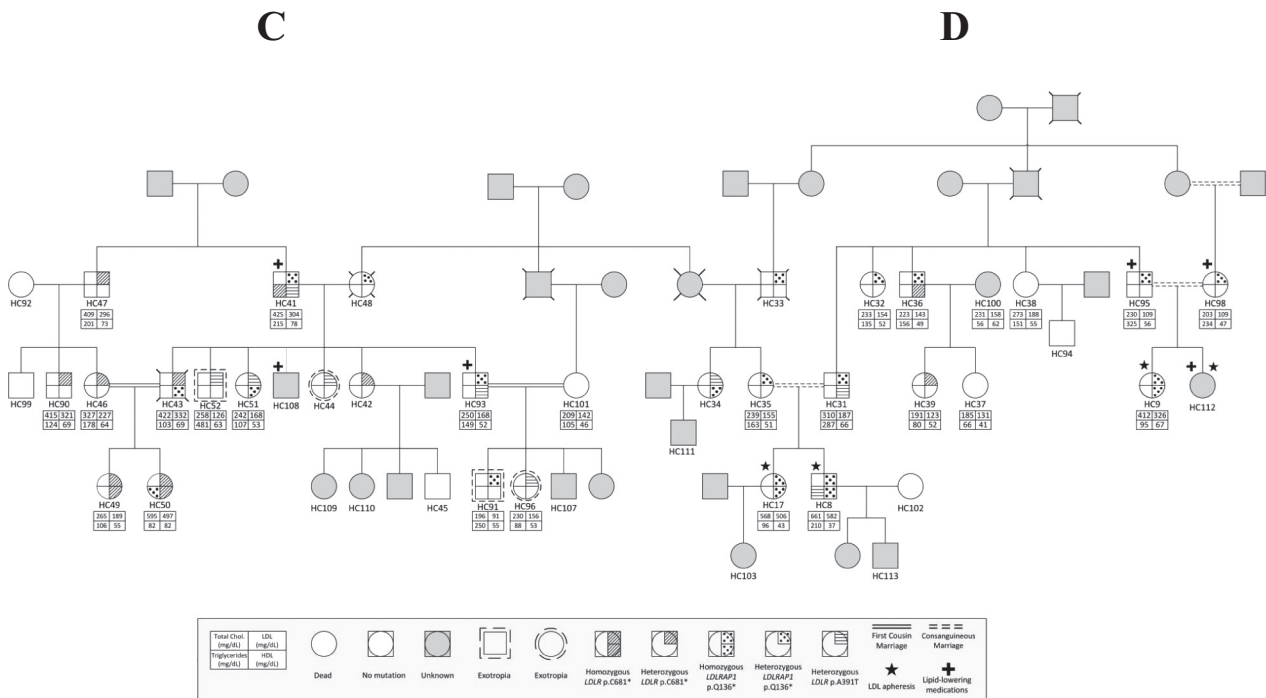 C D
HC92 HC47 HC41 HC48 HC33 HC32 HC36 HC100 HC38 HC95 HC98
409 296 425 304 233 154 223 143 231 158 273 188 230 109 203 109
201 73 215 78 135 52 156 49 56 62 151 55 325 56 234 47
HC94
HC99 HC90 HC46 HC43 HC52 HC51 HC108 HC44 HC42 HC93 HC101 HC34 HC35 HC31 HC39 HC37 HC9 HC112
415 321 327 227 422 332 258 126 242 168 250 168 209 142 239 155 310 187 191 123 185 131 412 326
124 69 178 64 103 69 481 63 107 53 149 52 105 46 163 51 287 66 80 52 66 41 95 67
HC111
HC49 HC50 HC109 HC110 HC45 HC91 HC96 HC107 HC17 HC8 HC102
265 189 595 497 196 91 230 156 568 506 661 582
106 55 82 82 250 55 88 53 96 43 210 37
HC103 HC113
Total Chol. (mg/dL)
LDL (mg/dL)
Triglycerides (mg/dL)
HDL (mg/dL)
Dead
No mutation
Unknown
Exotropia
Exotropia
Homozygous
LDLR p.C681*
Heterozygous
LDLR p.C681*
Homozygous
LDLRAP1
p.Q136*
Heterozygous
LDLRAP1
p.Q136*
Heterozygous
LDLR p.A391T
First Cousin
Marriage
Consanguineous
Marriage
LDL apheresis
Lipid-lowering
medications